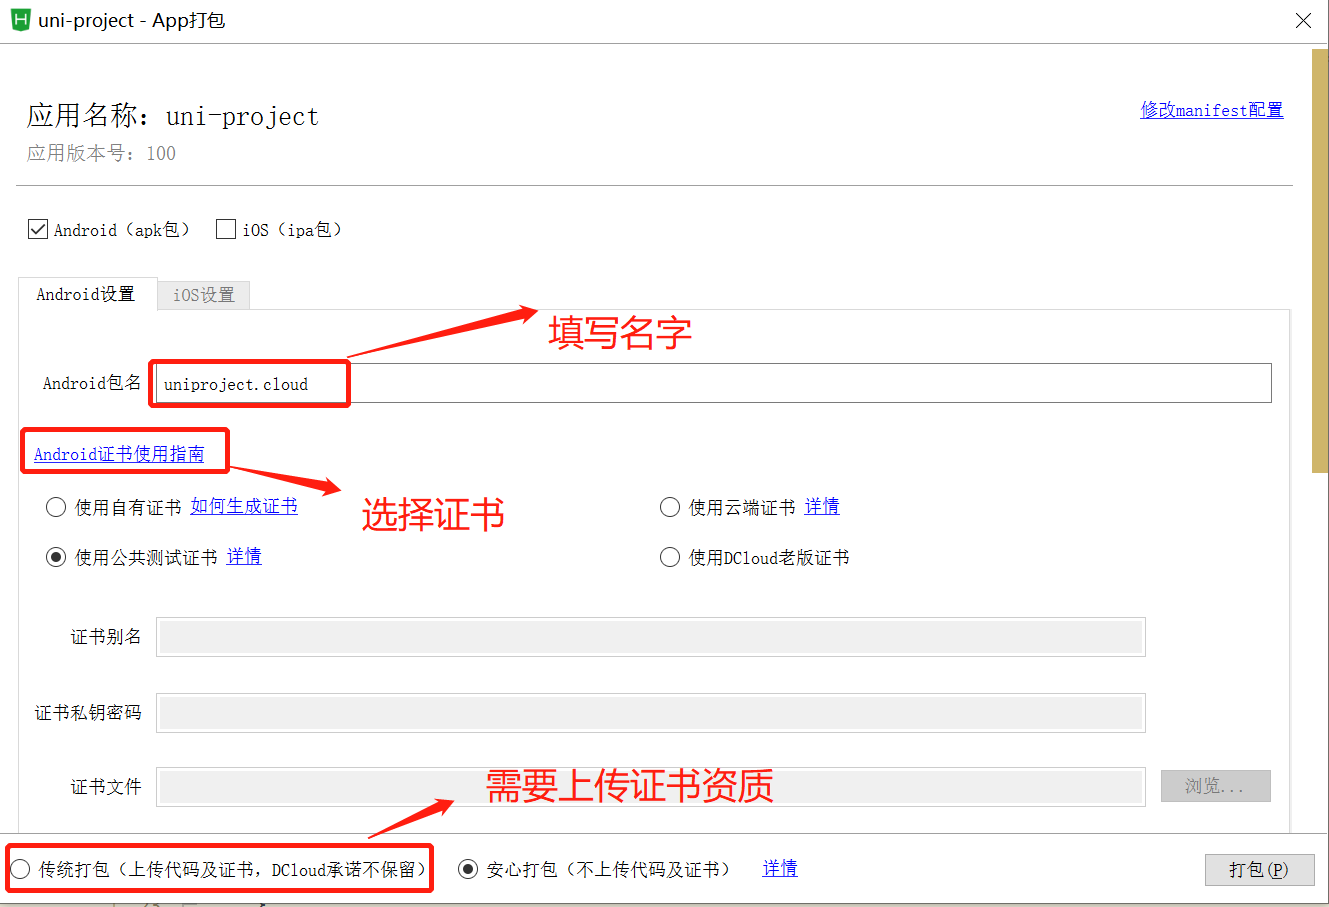 uni-project - App打包
应用名称：uni-project
修改manifest配置
应用版本号：100
Android（apk包） iOS（ipa包）
Android设置 iOS设置
填写名字
Android包名 uniproject.cloud
Android证书使用指南
使用自有证书 如何生成证书 使用云端证书 详情
选择证书
使用公共测试证书 详情 使用DCloud老版证书
证书别名
证书私钥密码
证书文件 需要上传证书资质 浏览...
传统打包（上传代码及证书，DCloud承诺不保留） 安心打包（不上传代码及证书） 详情 打包(P)